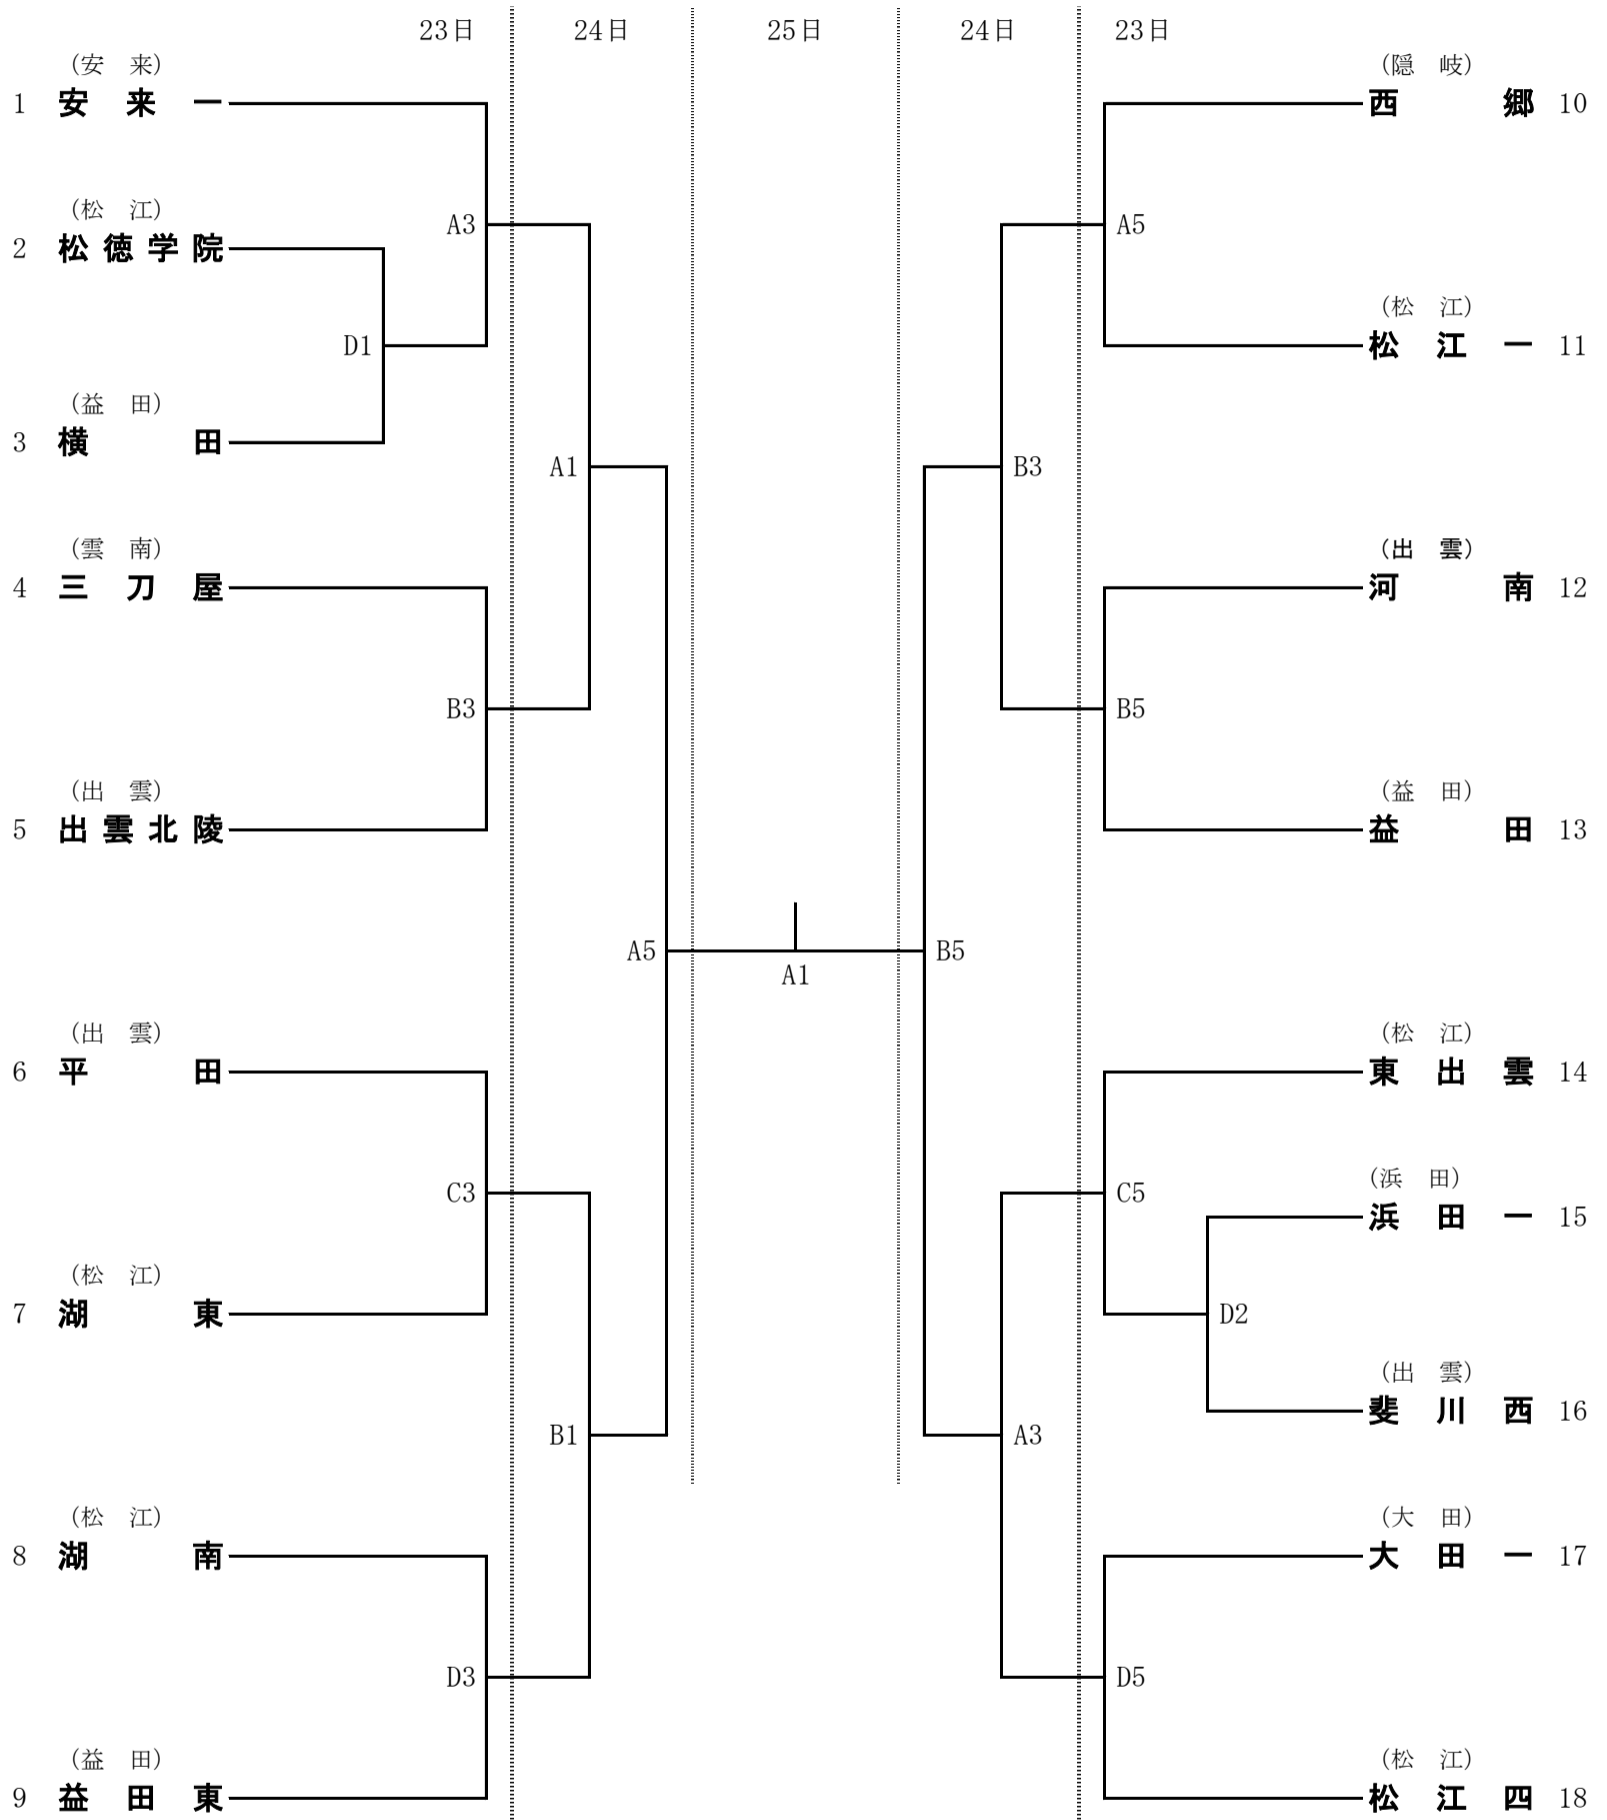 23日 24日 25日 24日 23日
(安 来) (隠 岐)
1 安来一 西郷 10
(松 江)
A3 A5
2 松徳学院
(松 江)
D1 松江一 11
(益 田)
3 横田
A1 B3
(雲 南) (出 雲)
4 三刀屋 河南 12
B3 B5
(出 雲) (益 田)
5 出雲北陵 益田 13
A5 B5
A1
(出 雲) (松 江)
6 平田 東出雲 14
(浜 田)
C3 C5
浜田一 15
(松 江)
7 湖東 D2
(出 雲)
斐川西 16
B1 A3
(松 江) (大 田)
8 湖南 大田一 17
D3 D5
(益 田) (松 江)
9 益田東 松江四 18